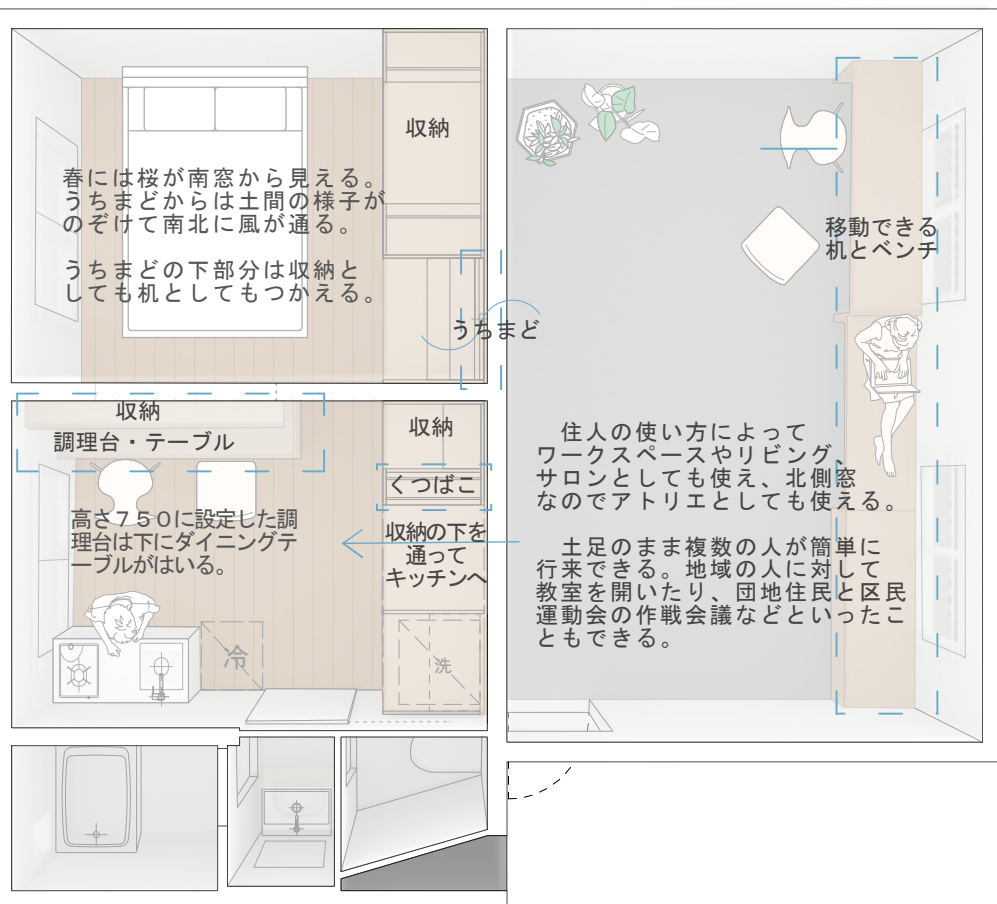 収納
春には桜が南窓から見える。
うちまどからは土間の様子が
のぞけて南北に風が通る。
うちまどの下部分は収納と
しても机としてもつかえる。
うちまど
移動できる
机とベンチ
収納
調理台・テーブル
収納
くつばこ
高さ７５０に設定した調
理台は下にダイニングテ
ーブルがはいる。
収納の下を
通って
キッチンへ
冷
洗
住人の使い方によって
ワークスペースやリビング、
サロンとしても使え、北側窓
なのでアトリエとしても使える。
土足のまま複数の人が簡単に
行来できる。地域の人に対して
教室を開いたり、団地住民と区民
運動会の作戦会議などといったこ
ともできる。